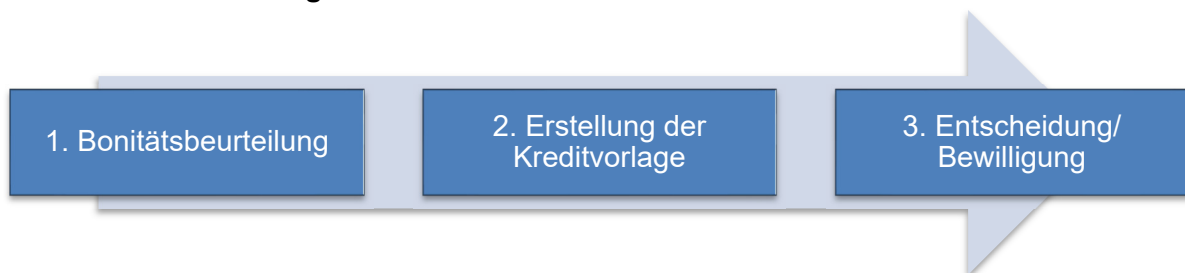 1. Bonitätsbeurteilung
2. Erstellung der
Kreditvorlage
3. Entscheidung/
Bewilligung